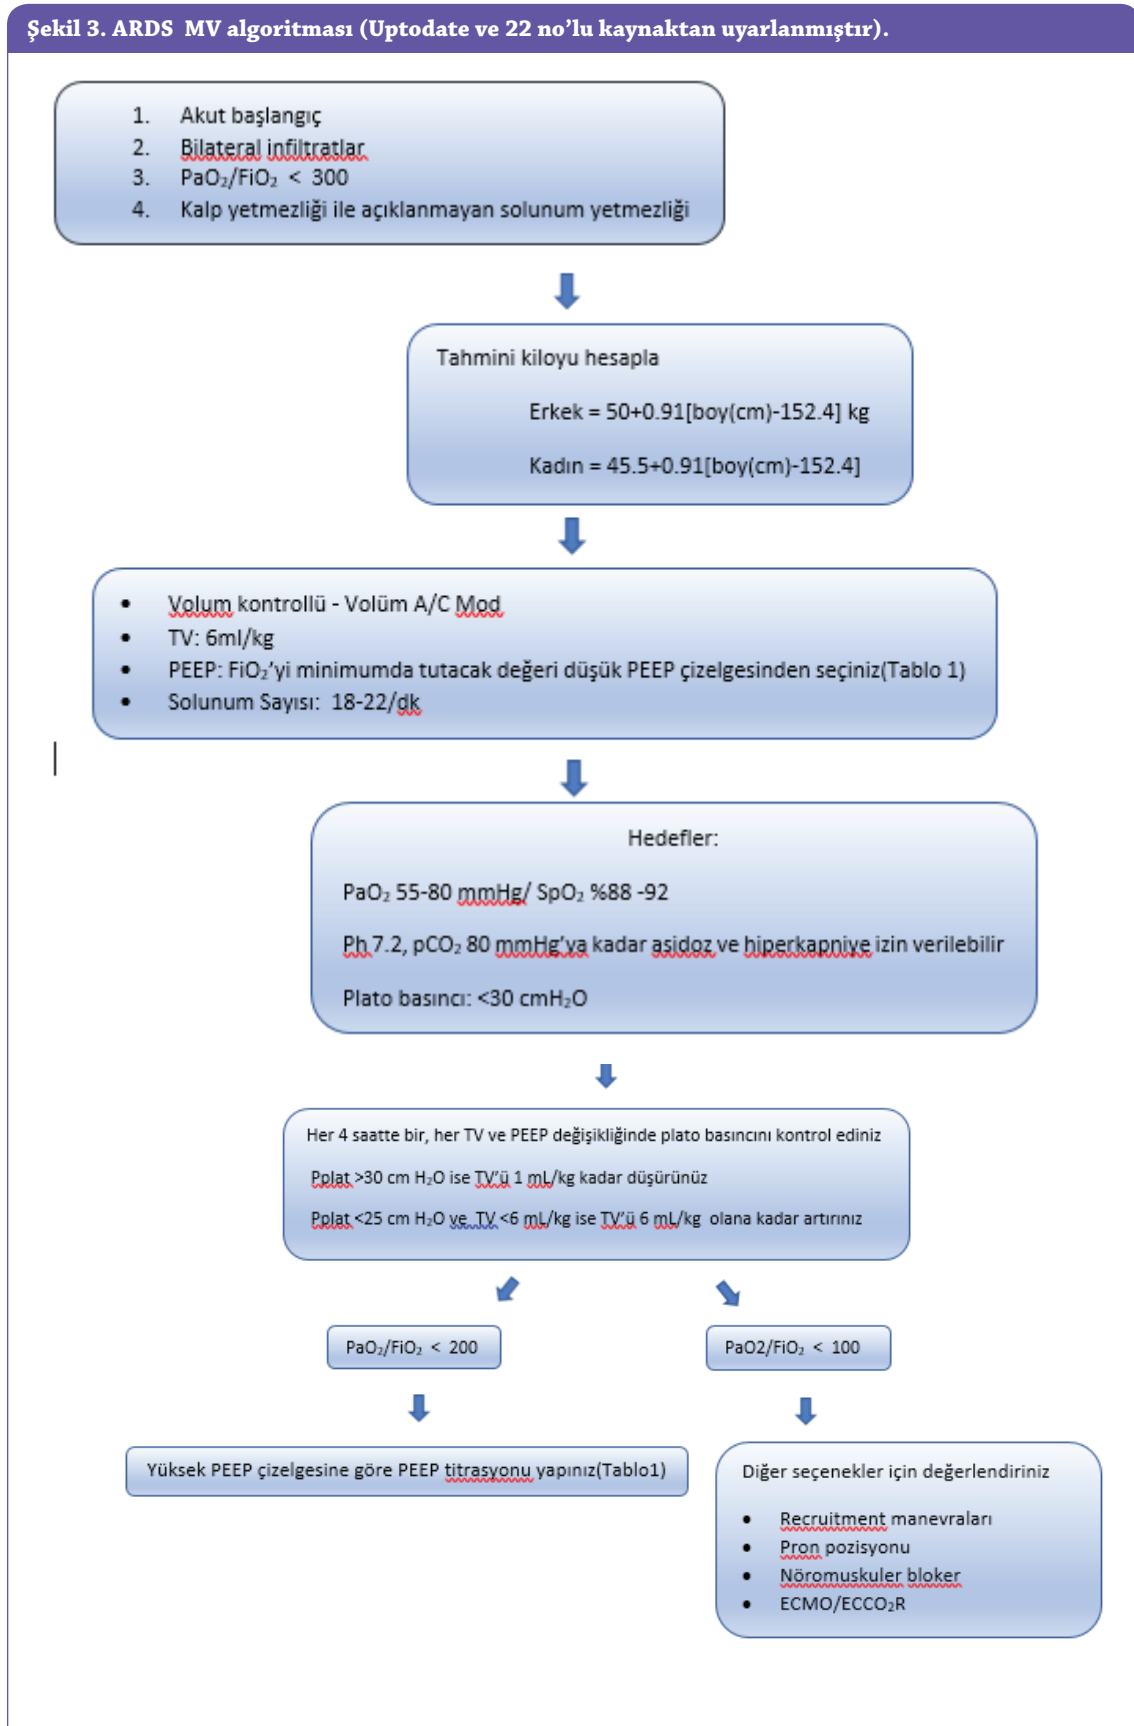 Şekil 3. ARDS MV algoritması (Uptodate ve 22 no’lu kaynaktan uyarlanmıştır).
1. Akut başlangıç
2. Bilateral infiltratlar
3. PaO₂/FiO₂ < 300
4. Kalp yetmezliği ile açıklanmayan solunum yetmezliği
Tahmini kiloyu hesapla
Erkek = 50+0.91[boy(cm)-152.4] kg
Kadın = 45.5+0.91[boy(cm)-152.4]
• Volum kontrollü - Volüm A/C Mod
• TV: 6ml/kg
• PEEP: FiO₂’yi minimumda tutacak değeri düşük PEEP çizelgesinden seçiniz(Tablo 1)
• Solunum Sayısı: 18-22/dk
Hedefler:
PaO₂ 55-80 mmHg/ SpO₂ %88 -92
Ph 7.2, pCO₂ 80 mmHg’ya kadar asidoz ve hiperkapniye izin verilebilir
Plato basıncı: <30 cmH₂O
Her 4 saatte bir, her TV ve PEEP değişikliğinde plato basıncını kontrol ediniz
Pplat >30 cm H₂O ise TV’ü 1 mL/kg kadar düşürünüz
Pplat <25 cm H₂O ve TV <6 mL/kg ise TV’ü 6 mL/kg olana kadar artırınız
PaO₂/FiO₂ < 200
PaO2/FiO₂ < 100
Yüksek PEEP çizelgesine göre PEEP titrasyonu yapınız(Tablo1)
Diğer seçenekler için değerlendiriniz
• Recruitment manevraları
• Pron pozisyonu
• Nöromuskuler bloker
• ECMO/ECCO₂R